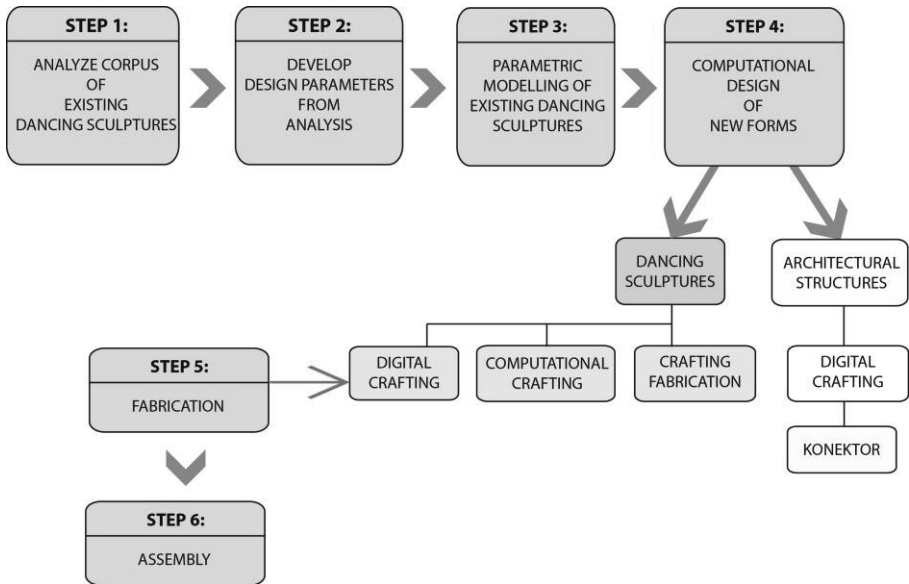 STEP 1:
ANALYZE CORPUS
OF
EXISTING
DANCING SCULPTURES
STEP 2:
DEVELOP
DESIGN PARAMETERS
FROM
ANALYSIS
STEP 3:
PARAMETRIC
MODELLING OF
EXISTING DANCING
SCULPTURES
STEP 4:
COMPUTATIONAL
DESIGN
OF
NEW FORMS
DANCING
SCULPTURES
ARCHITECTURAL
STRUCTURES
STEP 5:
FABRICATION
DIGITAL
CRAFTING
COMPUTATIONAL
CRAFTING
CRAFTING
FABRICATION
DIGITAL
CRAFTING
KONEKTOR
STEP 6:
ASSEMBLY